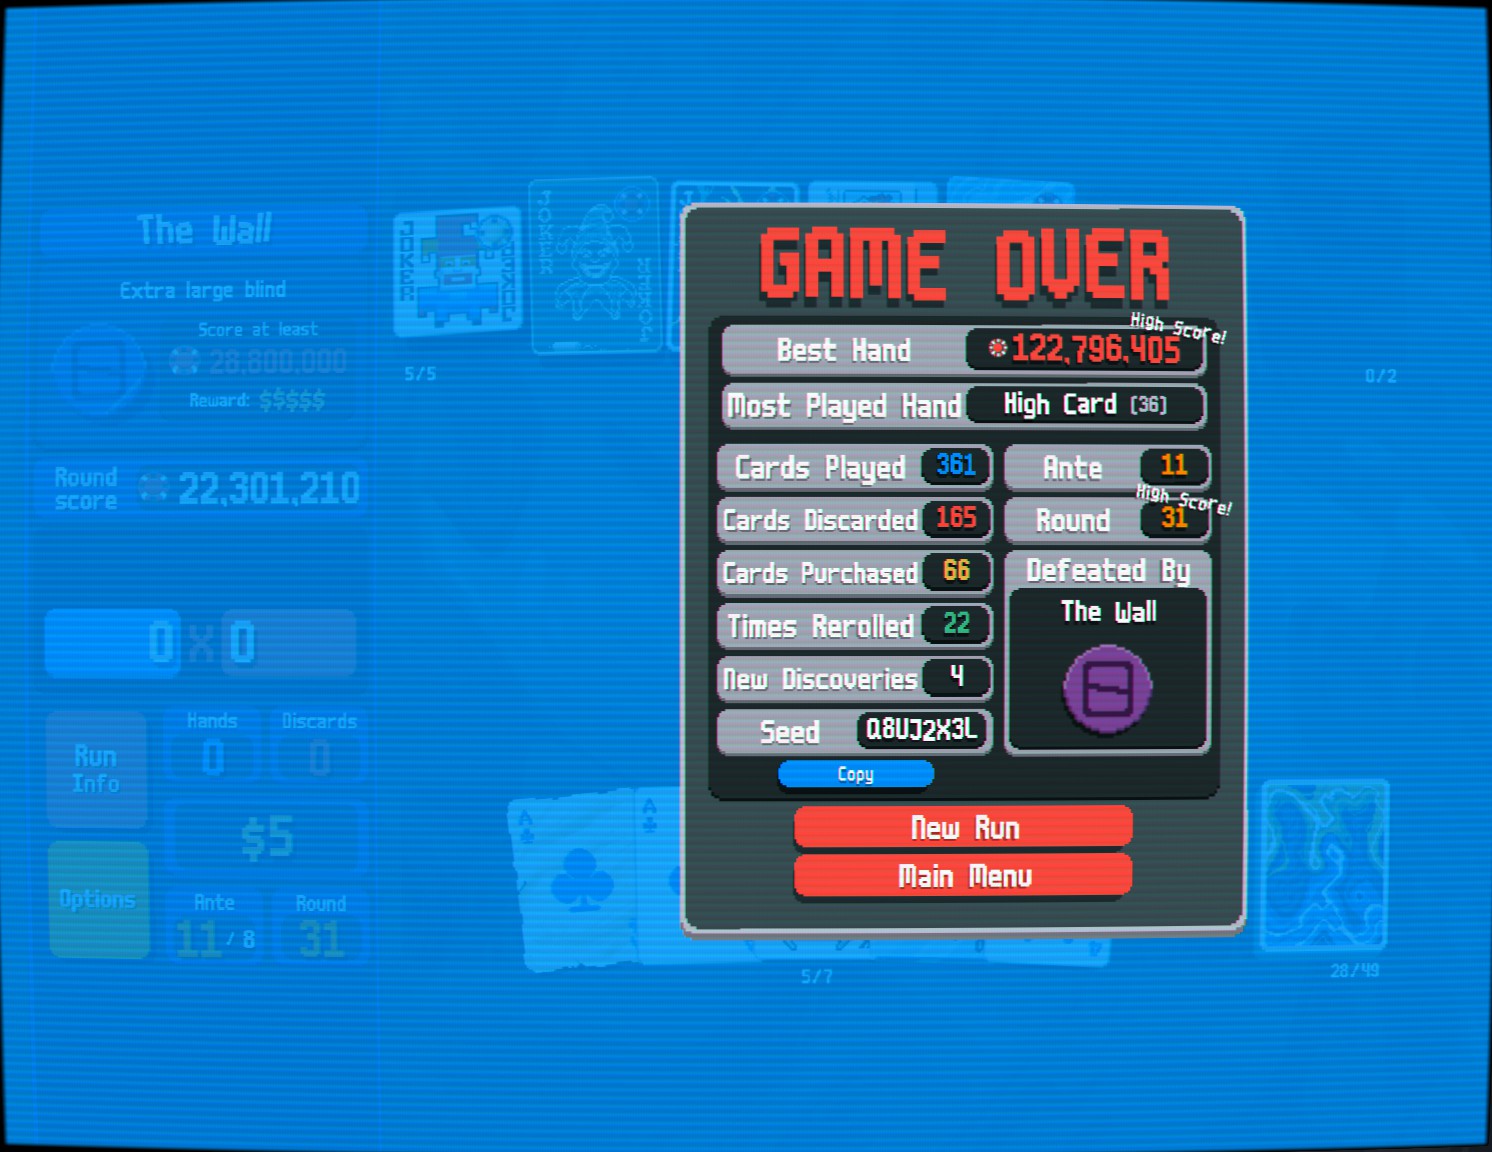 The Wall
Extra large blind
Score at least
28,800,000
Reward: $$$$$
Round score 22,301,210
0 X 0
Hands
0
Discards
0
Run Info
$5
Options
Ante
11 / 8
Round
31
JOKER
JOKER
5/5
0/2
GAME OVER
High Score!
Best Hand 122,796,405
Most Played Hand High Card [36]
Cards Played 361
Ante 11
High Score!
Cards Discarded 165
Round 31
Cards Purchased 66
Defeated By
The Wall
Times Rerolled 22
New Discoveries 4
Seed Q8UJ2X3L
Copy
New Run
Main Menu
A
A
5/7
28/49